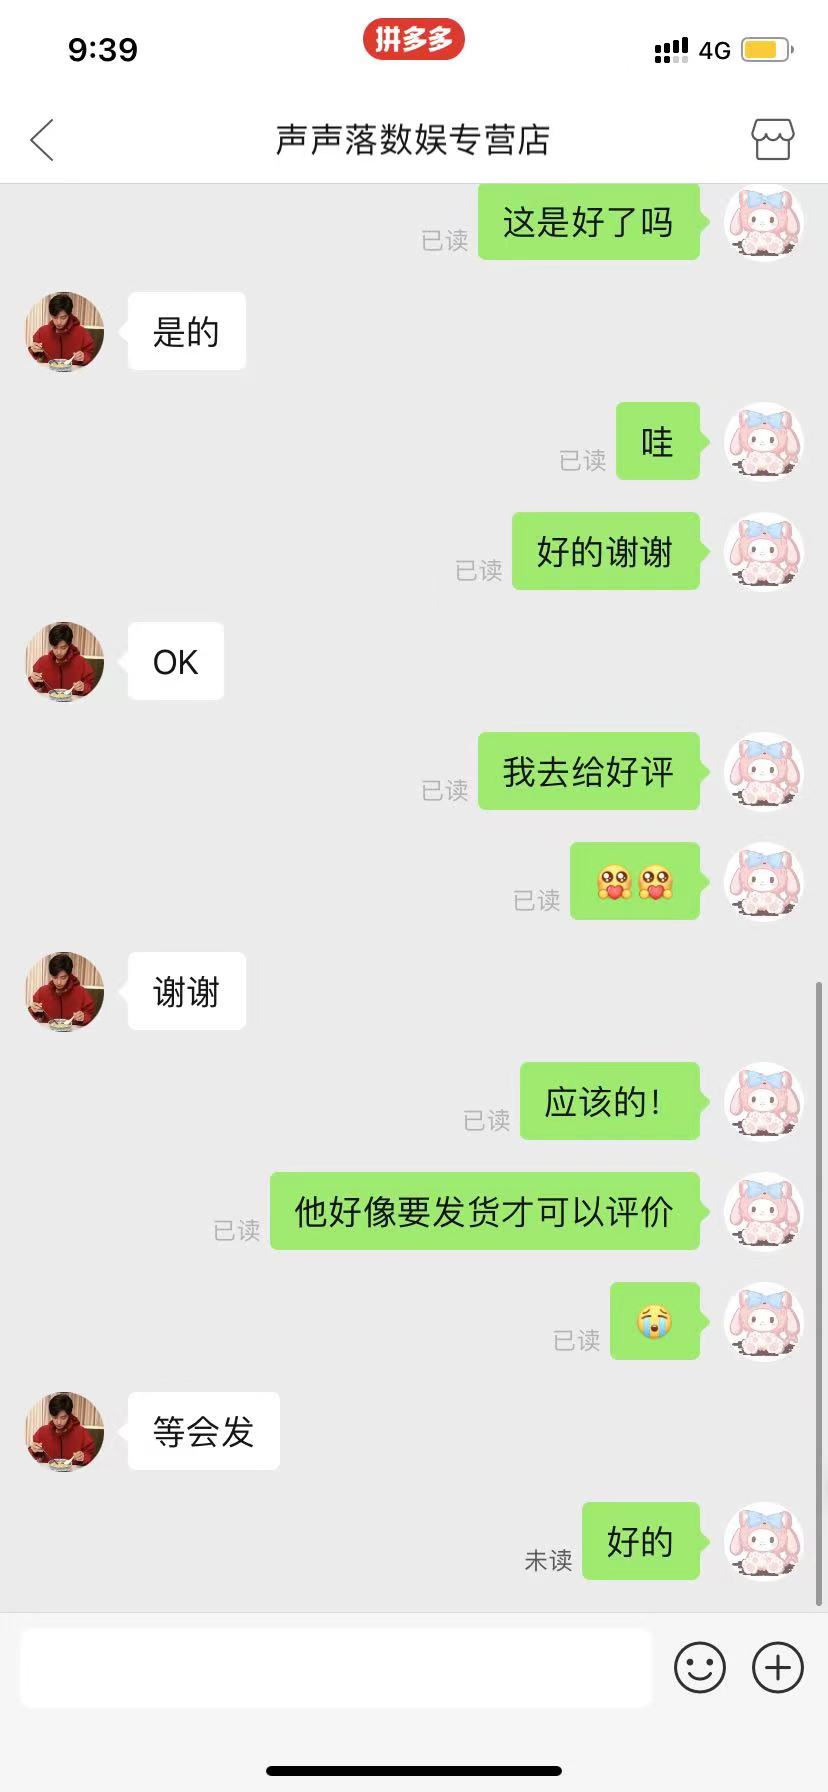 9:39
拼多多
4G
声声落数娱专营店
这是好了吗
已读
是的
哇
已读
好的谢谢
已读
OK
我去给好评
已读
🥺🥺
已读
谢谢
应该的！
已读
他好像要发货才可以评价
已读
😭
已读
等会发
好的
未读